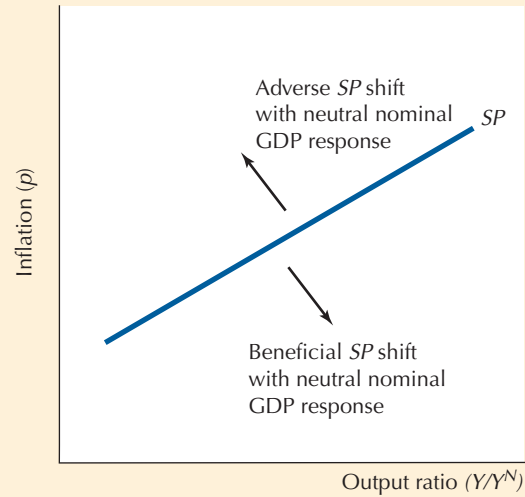 Adverse SP shift
with neutral nominal
GDP response
SP
Inflation (p)
Beneficial SP shift
with neutral nominal
GDP response
Output ratio (Y/Y^N)